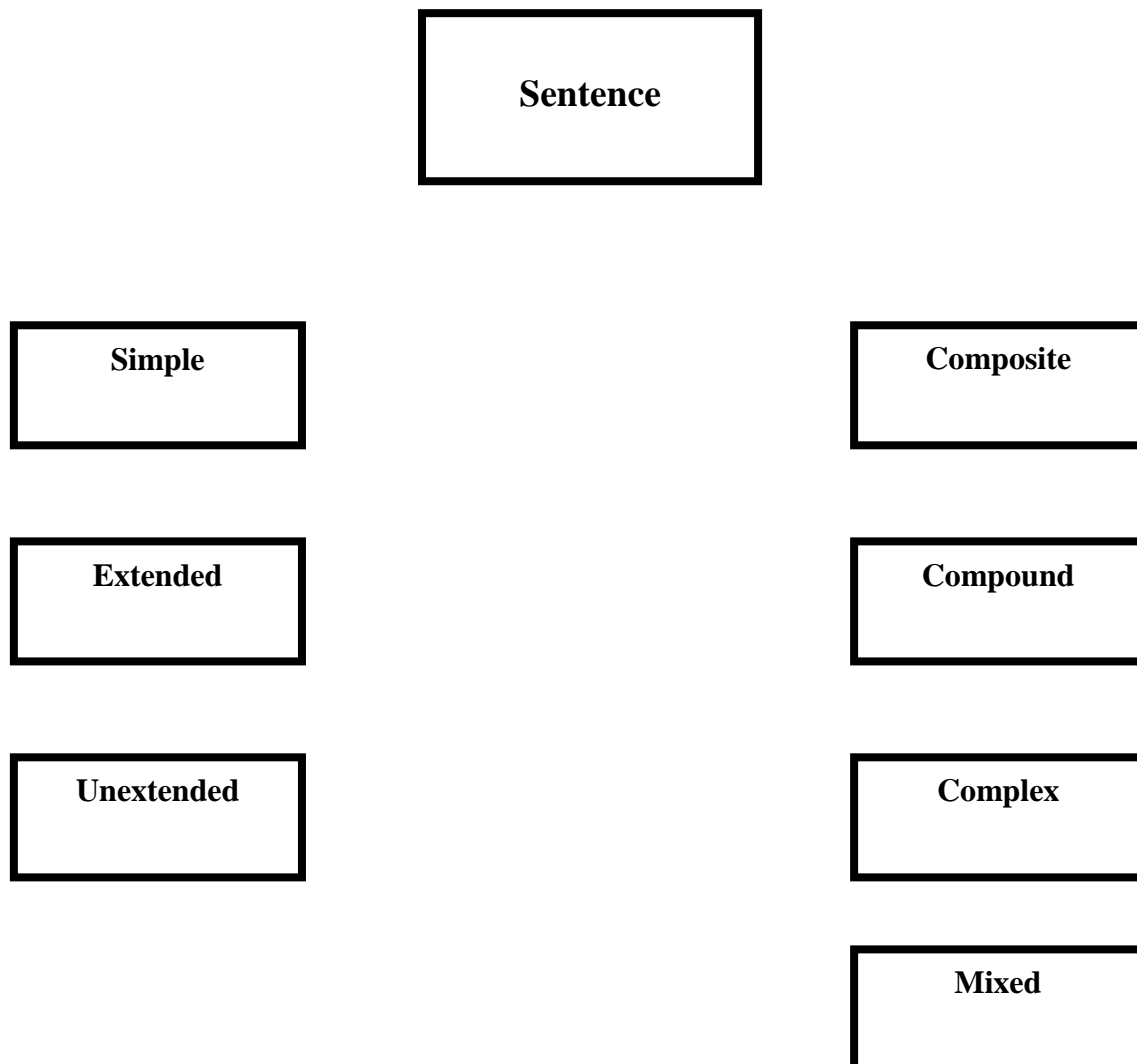 Sentence
Simple
Composite
Extended
Compound
Unextended
Complex
Mixed